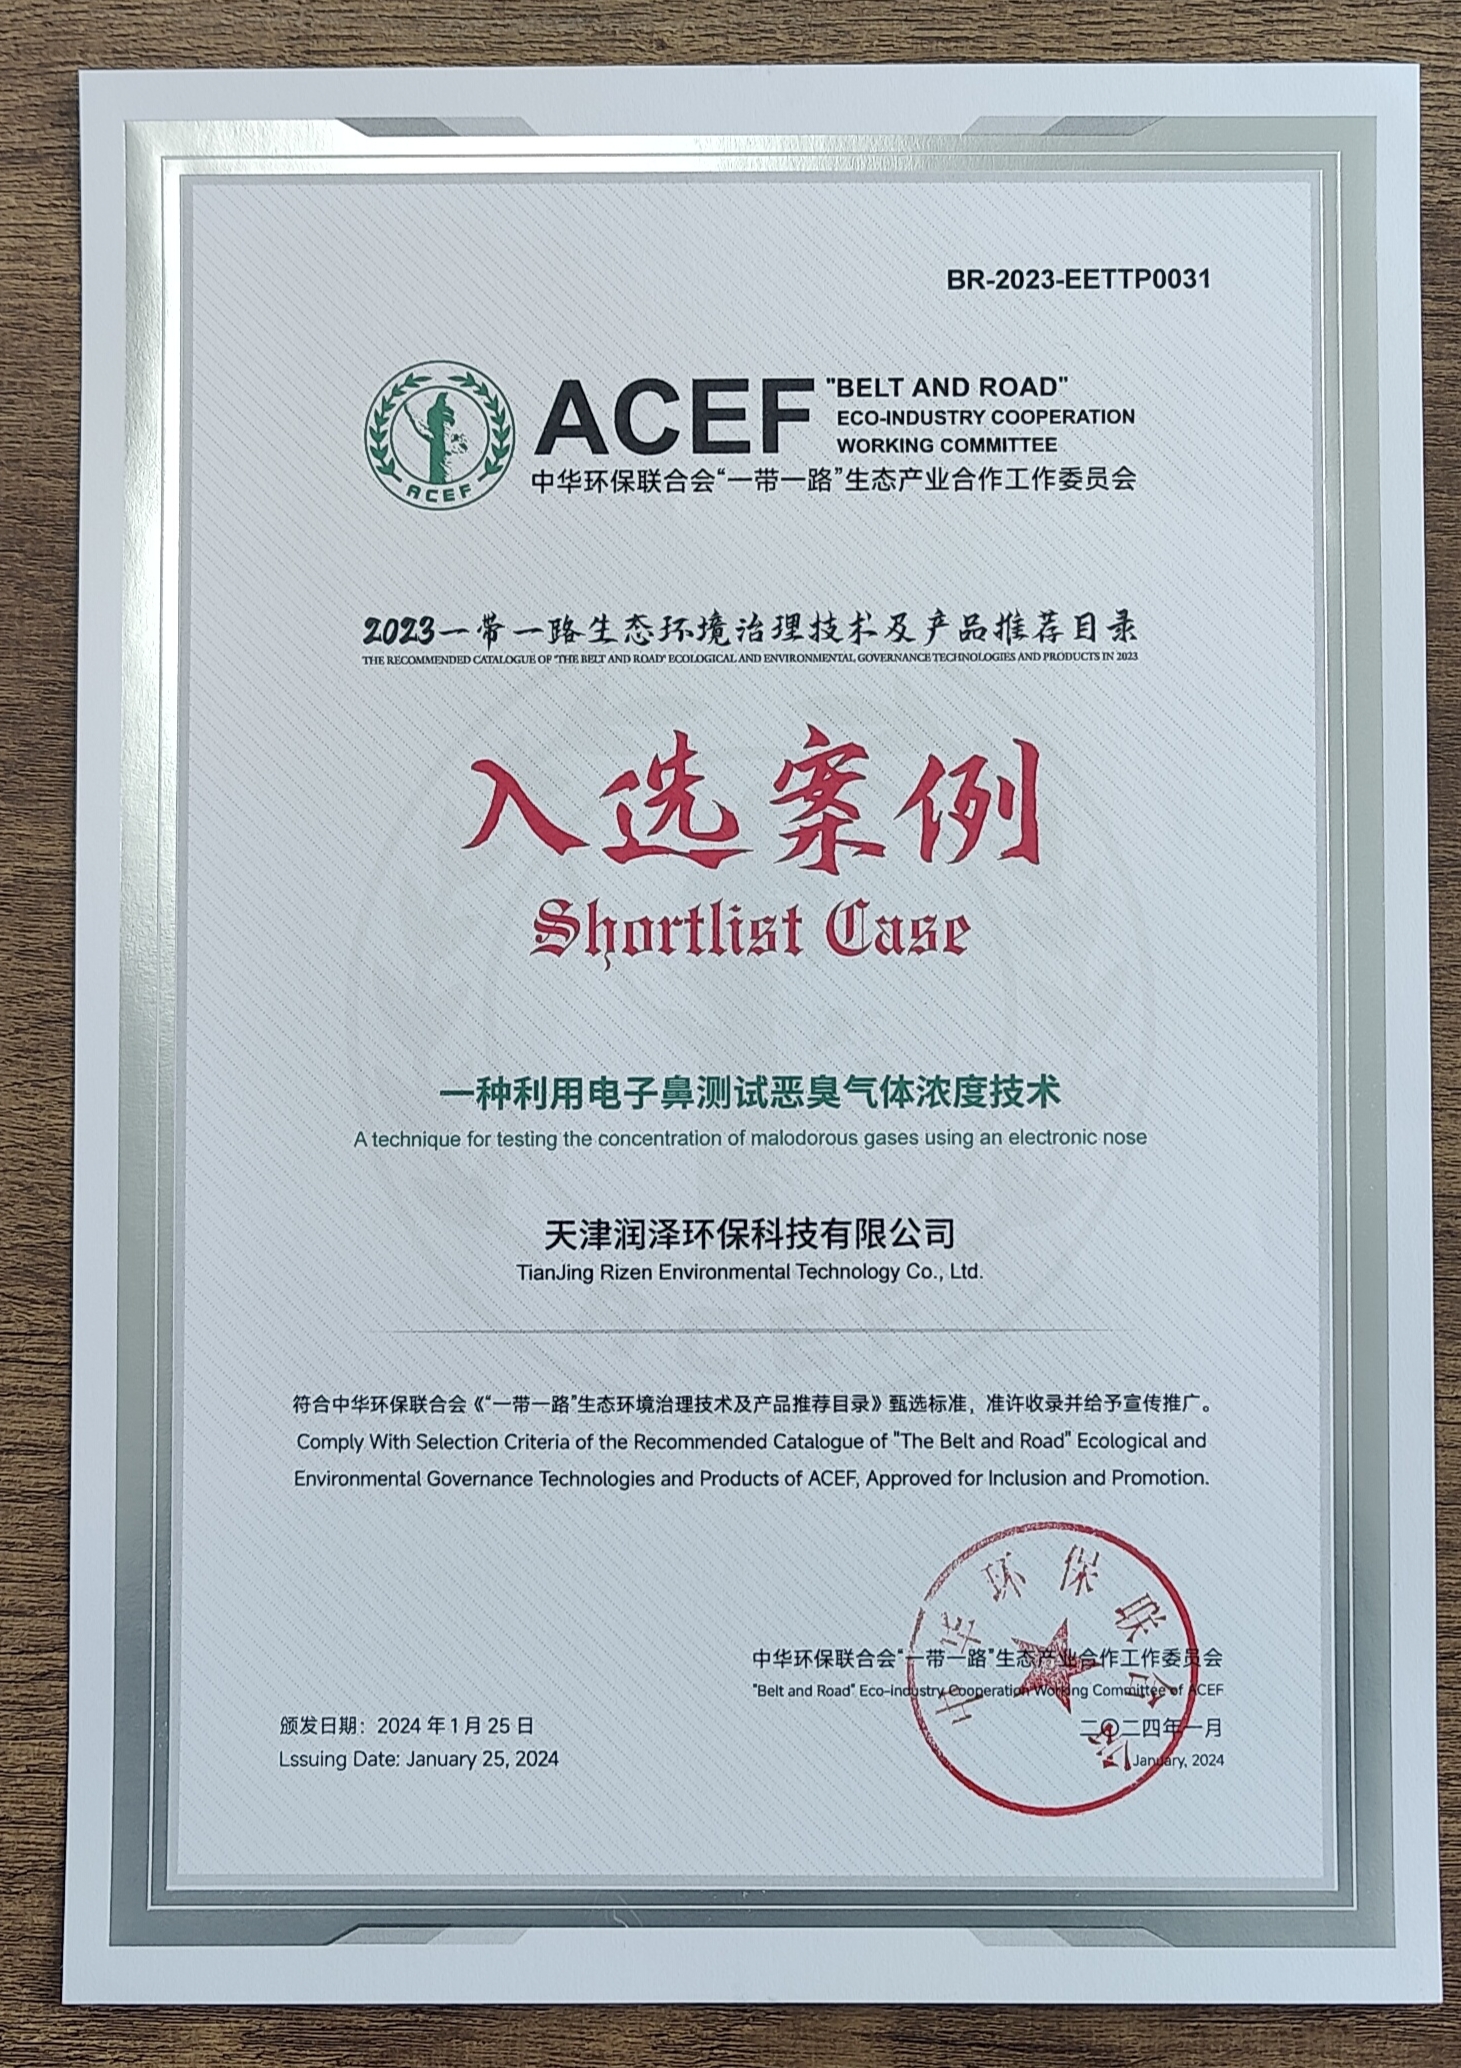 BR-2023-EETTP0031
ACEF
ACEF
"BELT AND ROAD"
ECO-INDUSTRY COOPERATION
WORKING COMMITTEE
中华环保联合会“一带一路”生态产业合作工作委员会
2023一带一路生态环境治理技术及产品推荐目录
THE RECOMMENDED CATALOGUE OF "THE BELT AND ROAD" ECOLOGICAL AND ENVIRONMENTAL GOVERNANCE TECHNOLOGIES AND PRODUCTS IN 2023
入选案例
Shortlist Case
一种利用电子鼻测试恶臭气体浓度技术
A technique for testing the concentration of malodorous gases using an electronic nose
天津润泽环保科技有限公司
TianJing Rizen Environmental Technology Co., Ltd.
ACEF
符合中华环保联合会《“一带一路”生态环境治理技术及产品推荐目录》甄选标准，准许收录并给予宣传推广。
Comply With Selection Criteria of the Recommended Catalogue of "The Belt and Road" Ecological and
Environmental Governance Technologies and Products of ACEF, Approved for Inclusion and Promotion.
中华环保联合会
中华环保联合会“一带一路”生态产业合作工作委员会
"Belt and Road" Eco-industry Cooperation Working Committee of ACEF
颁发日期：2024 年 1 月 25 日
二〇二四年一月
Lssuing Date: January 25, 2024
January, 2024